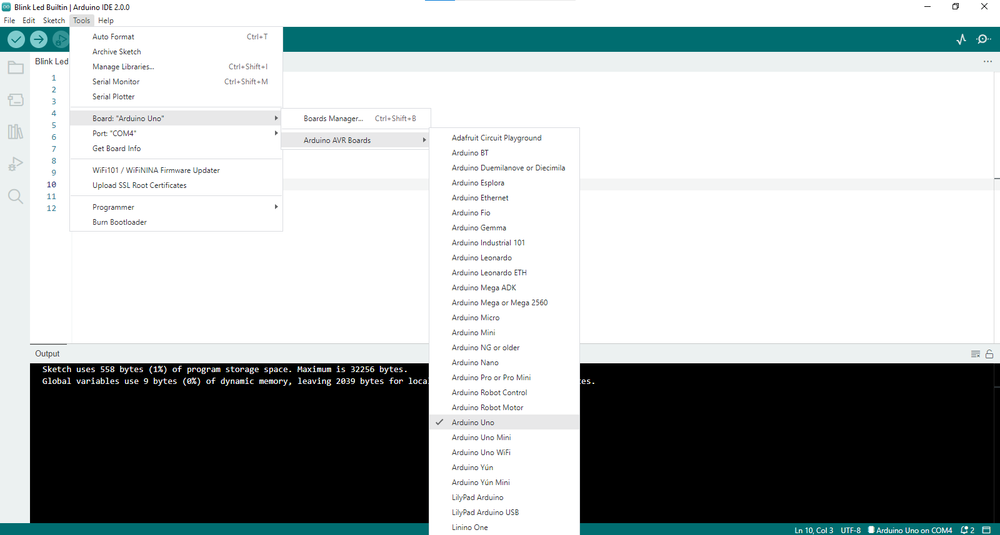 Blink Led Builtin | Arduino IDE 2.0.0
File Edit Sketch Tools Help
Blink Led
1
2
3
4
5
6
7
8
9
10
11
12
Auto Format Ctrl+T
Archive Sketch
Manage Libraries... Ctrl+Shift+I
Serial Monitor Ctrl+Shift+M
Serial Plotter
Board: "Arduino Uno"
Port: "COM4"
Get Board Info
WiFi101 / WiFiNINA Firmware Updater
Upload SSL Root Certificates
Programmer
Burn Bootloader
Boards Manager... Ctrl+Shift+B
Arduino AVR Boards
Adafruit Circuit Playground
Arduino BT
Arduino Duemilanove or Diecimila
Arduino Esplora
Arduino Ethernet
Arduino Fio
Arduino Gemma
Arduino Industrial 101
Arduino Leonardo
Arduino Leonardo ETH
Arduino Mega ADK
Arduino Mega or Mega 2560
Arduino Micro
Arduino Mini
Arduino NG or older
Arduino Nano
Arduino Pro or Pro Mini
Arduino Robot Control
Arduino Robot Motor
Arduino Uno
Arduino Uno Mini
Arduino Uno WiFi
Arduino Yún
Arduino Yún Mini
LilyPad Arduino
LilyPad Arduino USB
Linino One
Output
Sketch uses 558 bytes (1%) of program storage space. Maximum is 32256 bytes.
Global variables use 9 bytes (0%) of dynamic memory, leaving 2039 bytes for local tes.
Ln 10, Col 3 UTF-8 Arduino Uno on COM4 2